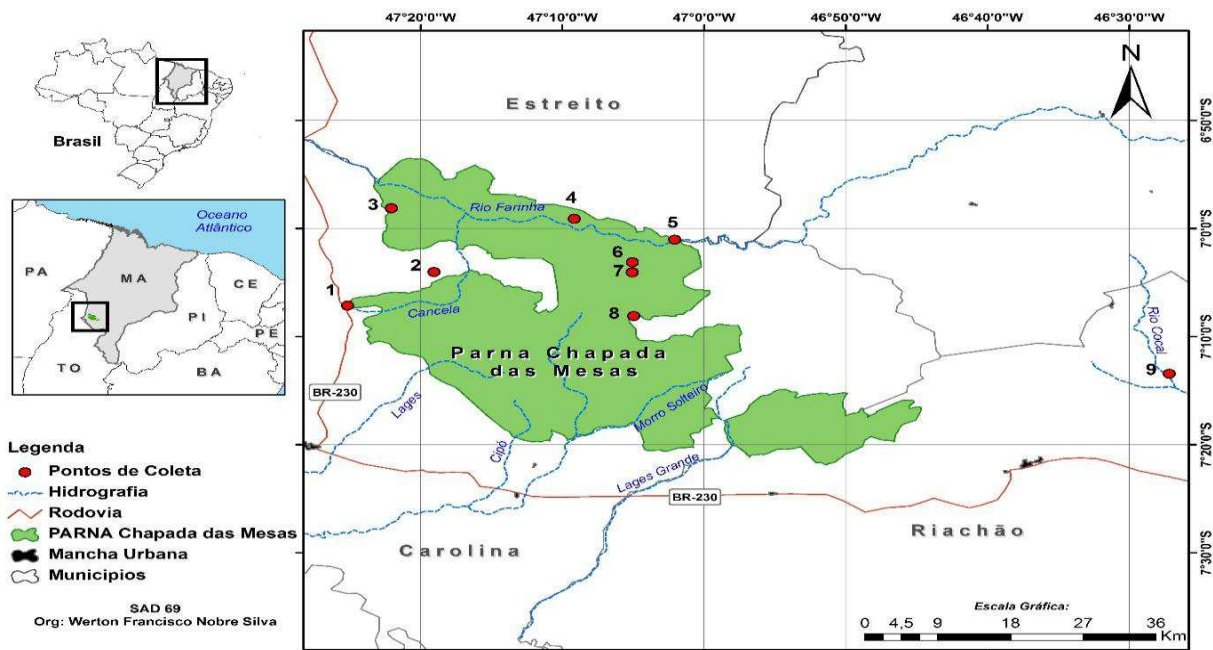 47°20'0"W 47°10'0"W 47°0'0"W 46°50'0"W 46°40'0"W 46°30'0"W
N
Brasil
Estreito
6°50'0"S
Oceano
Atlântico
PA
MA
CE
PI
PE
TO
BA
3
4
Rio Farinha
5
7°0'0"S
2
6
7
1
Cancela
8
Parna Chapada
das Mesas
Rio Cocal
7°10'0"S
9
BR-230
Lages
Morro Solteiro
Cipó
7°20'0"S
Lages Grande
BR-230
Carolina
Riachão
7°30'0"S
Legenda
Pontos de Coleta
Hidrografia
Rodovia
PARNA Chapada das Mesas
Mancha Urbana
Municipios
SAD 69
Org: Werton Francisco Nobre Silva
Escala Gráfica:
0 4,5 9 18 27 36
Km